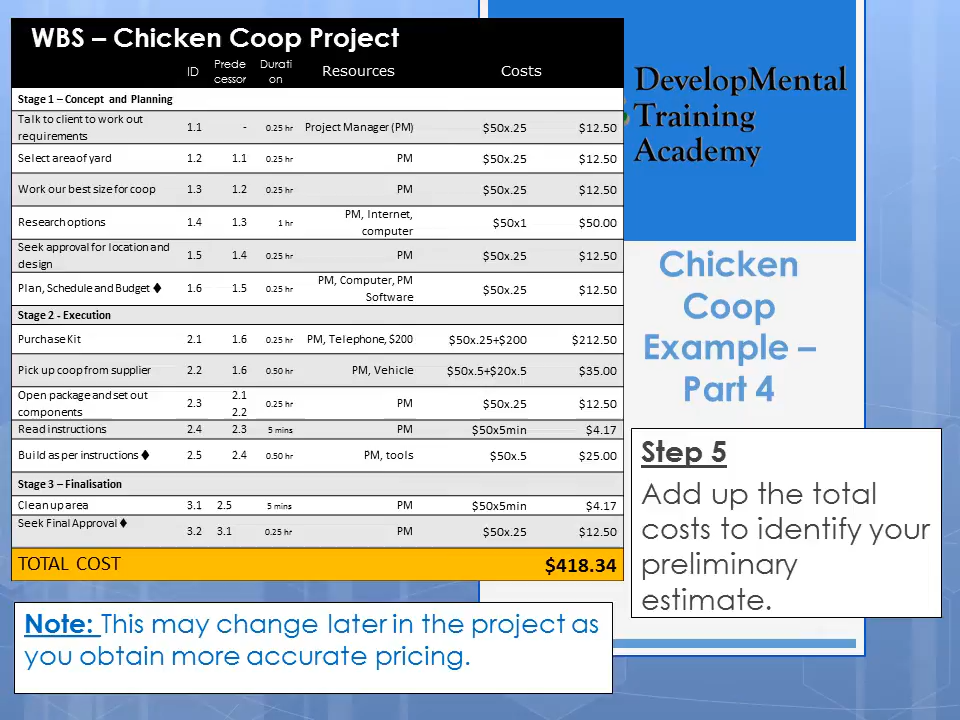 WBS – Chicken Coop Project
ID Prede cessor Durati on Resources Costs
Stage 1 – Concept and Planning
Talk to client to work out requirements 1.1 - 0.25 hr Project Manager (PM) $50x.25 $12.50
Select area of yard 1.2 1.1 0.25 hr PM $50x.25 $12.50
Work our best size for coop 1.3 1.2 0.25 hr PM $50x.25 $12.50
Research options 1.4 1.3 1 hr PM, Internet, computer $50x1 $50.00
Seek approval for location and design 1.5 1.4 0.25 hr PM $50x.25 $12.50
Plan, Schedule and Budget ♦ 1.6 1.5 0.25 hr PM, Computer, PM Software $50x.25 $12.50
Stage 2 - Execution
Purchase Kit 2.1 1.6 0.25 hr PM, Telephone, $200 $50x.25+$200 $212.50
Pick up coop from supplier 2.2 1.6 0.50 hr PM, Vehicle $50x.5+$20x.5 $35.00
Open package and set out components 2.3 2.1 2.2 0.25 hr PM $50x.25 $12.50
Read instructions 2.4 2.3 5 mins PM $50x5min $4.17
Build as per instructions ♦ 2.5 2.4 0.50 hr PM, tools $50x.5 $25.00
Stage 3 – Finalisation
Clean up area 3.1 2.5 5 mins PM $50x5min $4.17
Seek Final Approval ♦ 3.2 3.1 0.25 hr PM $50x.25 $12.50
TOTAL COST $418.34
DevelopMental
Training
Academy
Chicken
Coop
Example –
Part 4
Step 5
Add up the total
costs to identify your
preliminary
estimate.
Note: This may change later in the project as
you obtain more accurate pricing.